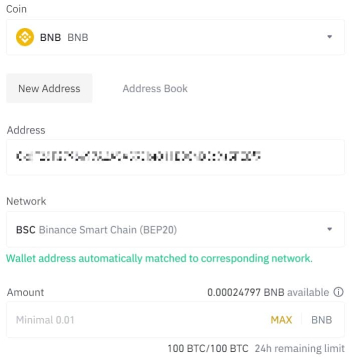 Coin
BNB BNB
New Address Address Book
Address
Network
BSC Binance Smart Chain (BEP20)
Wallet address automatically matched to corresponding network.
Amount 0.00024797 BNB available
Minimal 0.01 MAX BNB
100 BTC/100 BTC 24h remaining limit